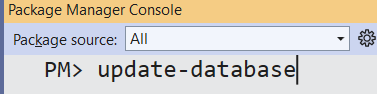 Package Manager Console
Package source: All
PM> update-database